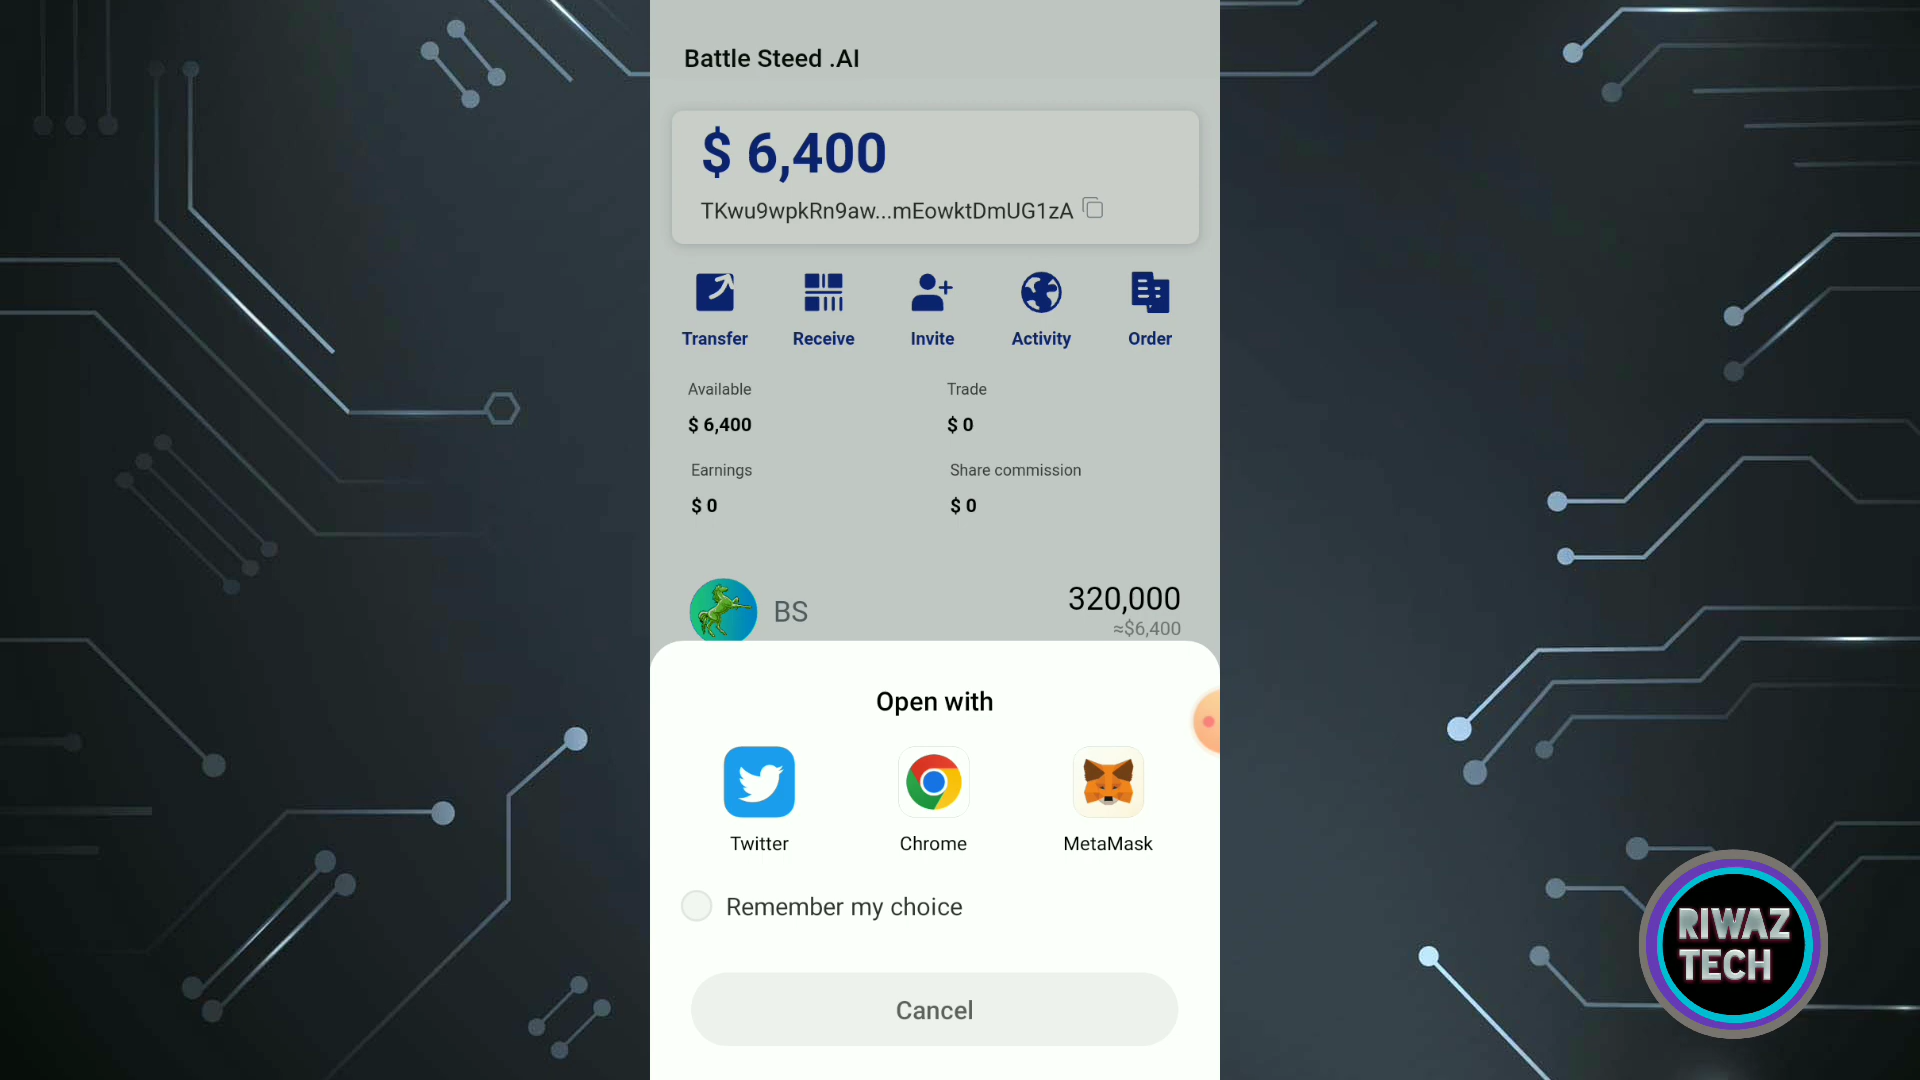 Battle Steed .AI
$ 6,400
TKwu9wpkRn9aw...mEowktDmUG1zA
Transfer Receive Invite Activity Order
Available Trade
$ 6,400 $ 0
Earnings Share commission
$ 0 $ 0
BS 320,000
≈$6,400
Open with
Twitter Chrome MetaMask
Remember my choice
Cancel
RIWAZ
TECH